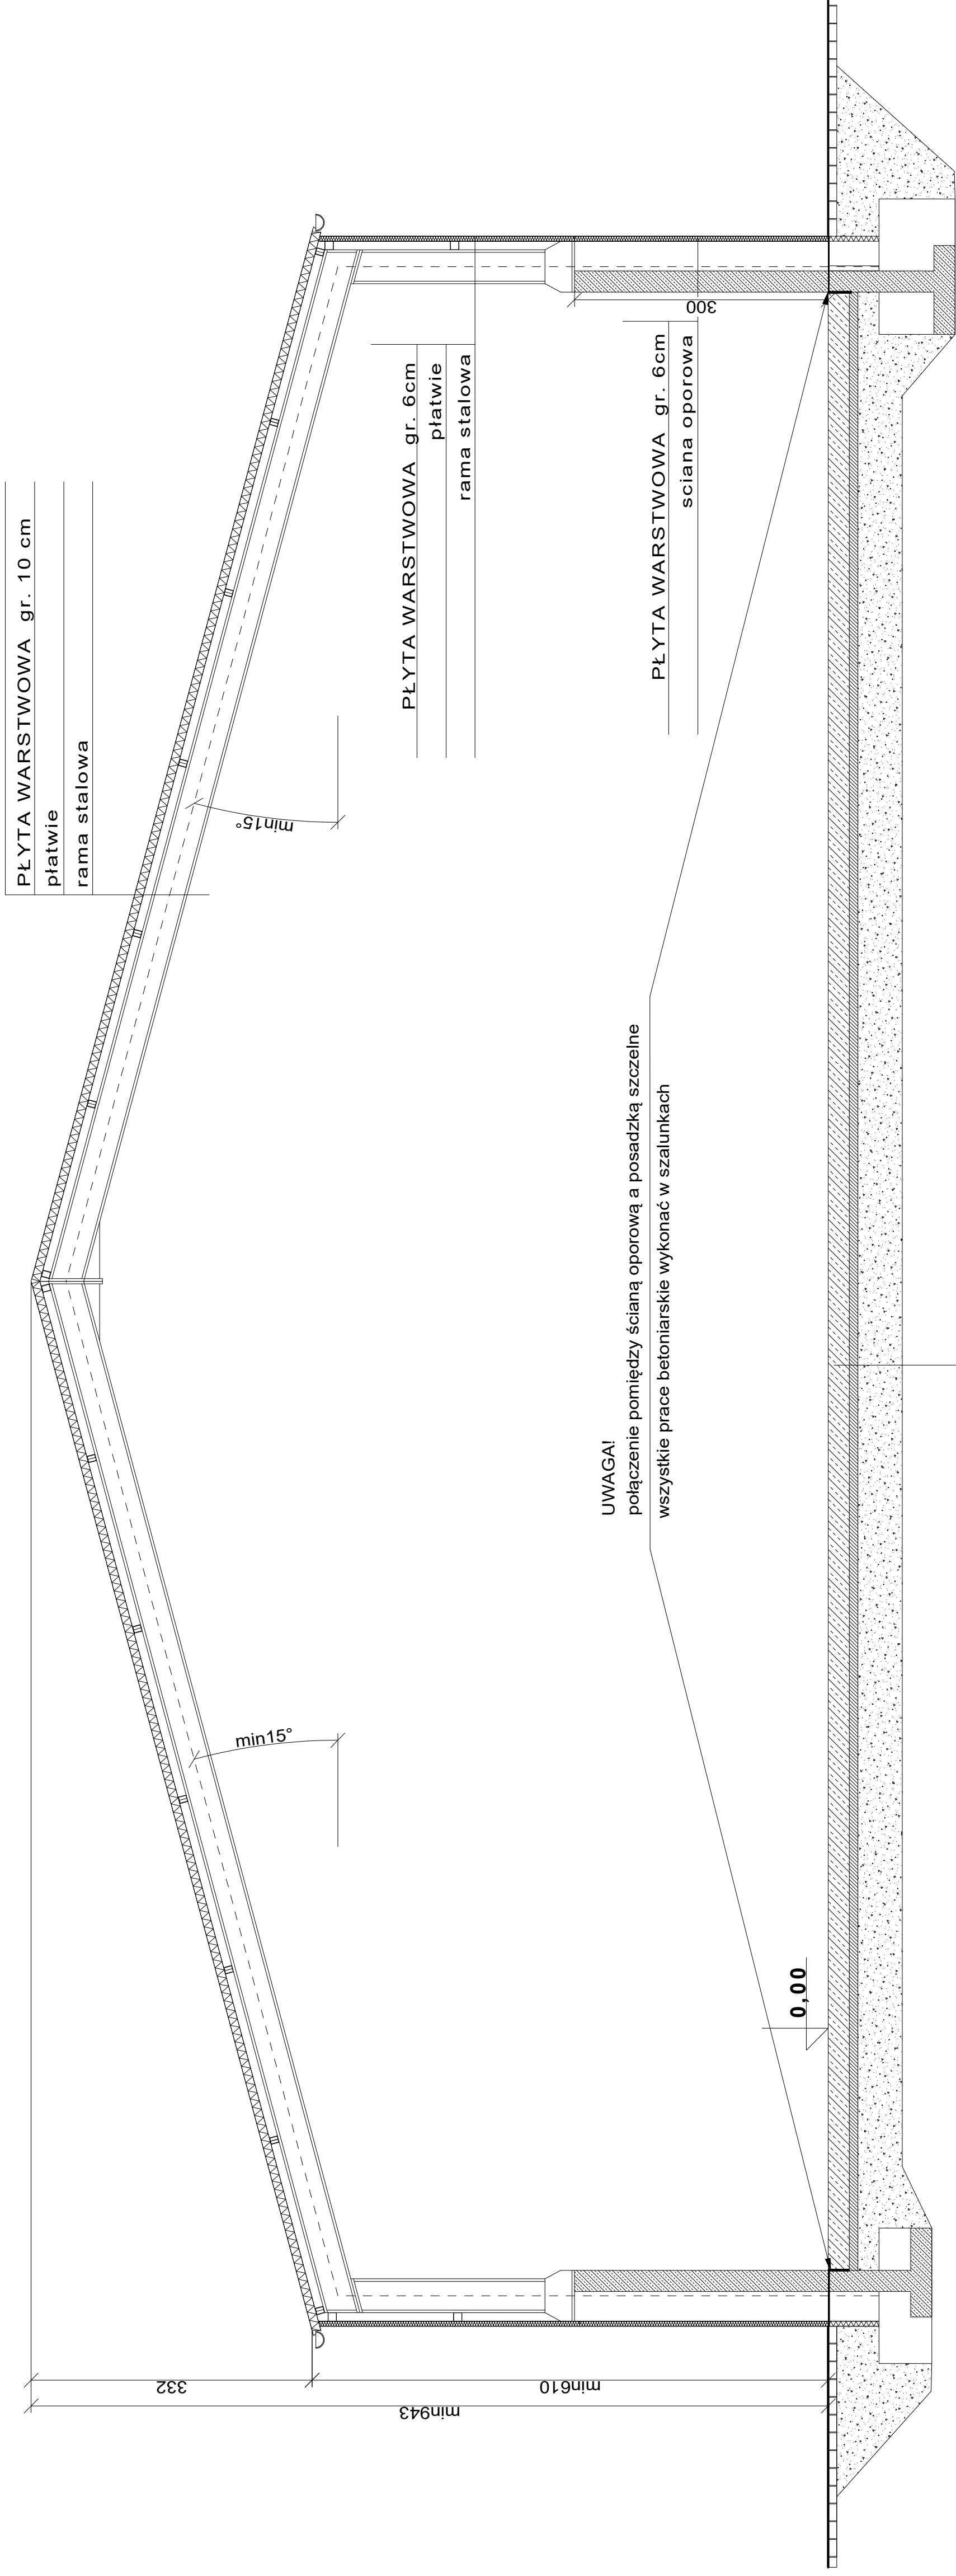 PŁYTA WARSTWOWA gr. 10 cm
płatwie
rama stalowa
min15°
min15°
PŁYTA WARSTWOWA gr. 6cm
płatwie
rama stalowa
PŁYTA WARSTWOWA gr. 6cm
sciana oporowa
300
UWAGA!
połączenie pomiędzy ścianą oporową a posadzką szczelne
wszystkie prace betoniarskie wykonać w szalunkach
0,00
332
min610
min943